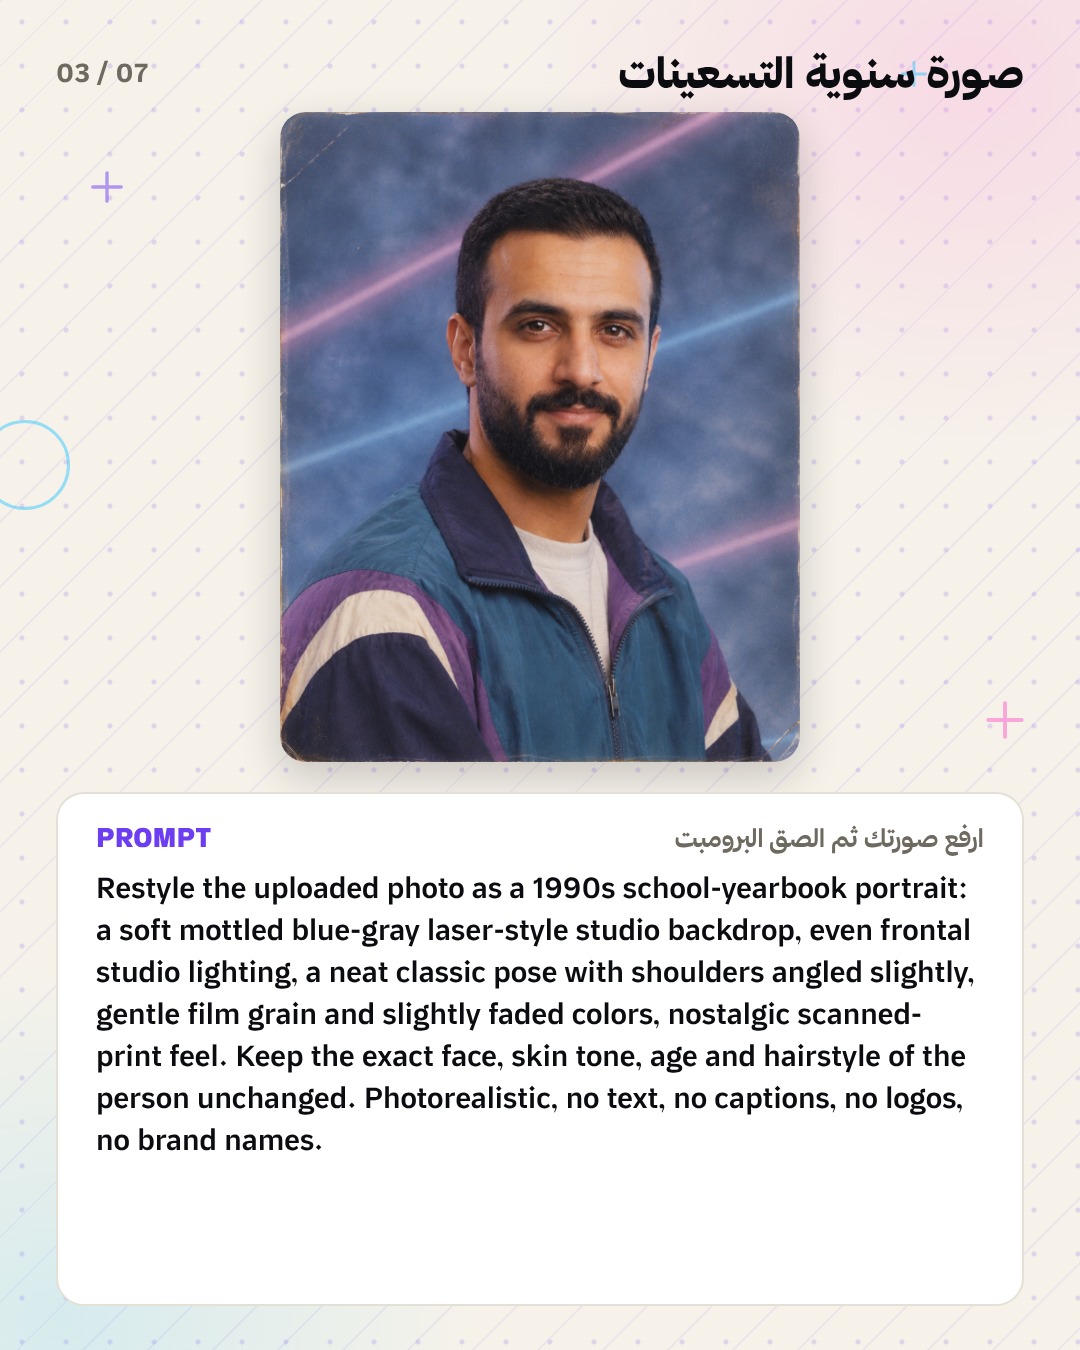 صورة سنوية التسعينات
03 / 07
PROMPT
ارفع صورتك ثم الصق البرومبت
Restyle the uploaded photo as a 1990s school-yearbook portrait:
a soft mottled blue-gray laser-style studio backdrop, even frontal
studio lighting, a neat classic pose with shoulders angled slightly,
gentle film grain and slightly faded colors, nostalgic scanned-
print feel. Keep the exact face, skin tone, age and hairstyle of the
person unchanged. Photorealistic, no text, no captions, no logos,
no brand names.